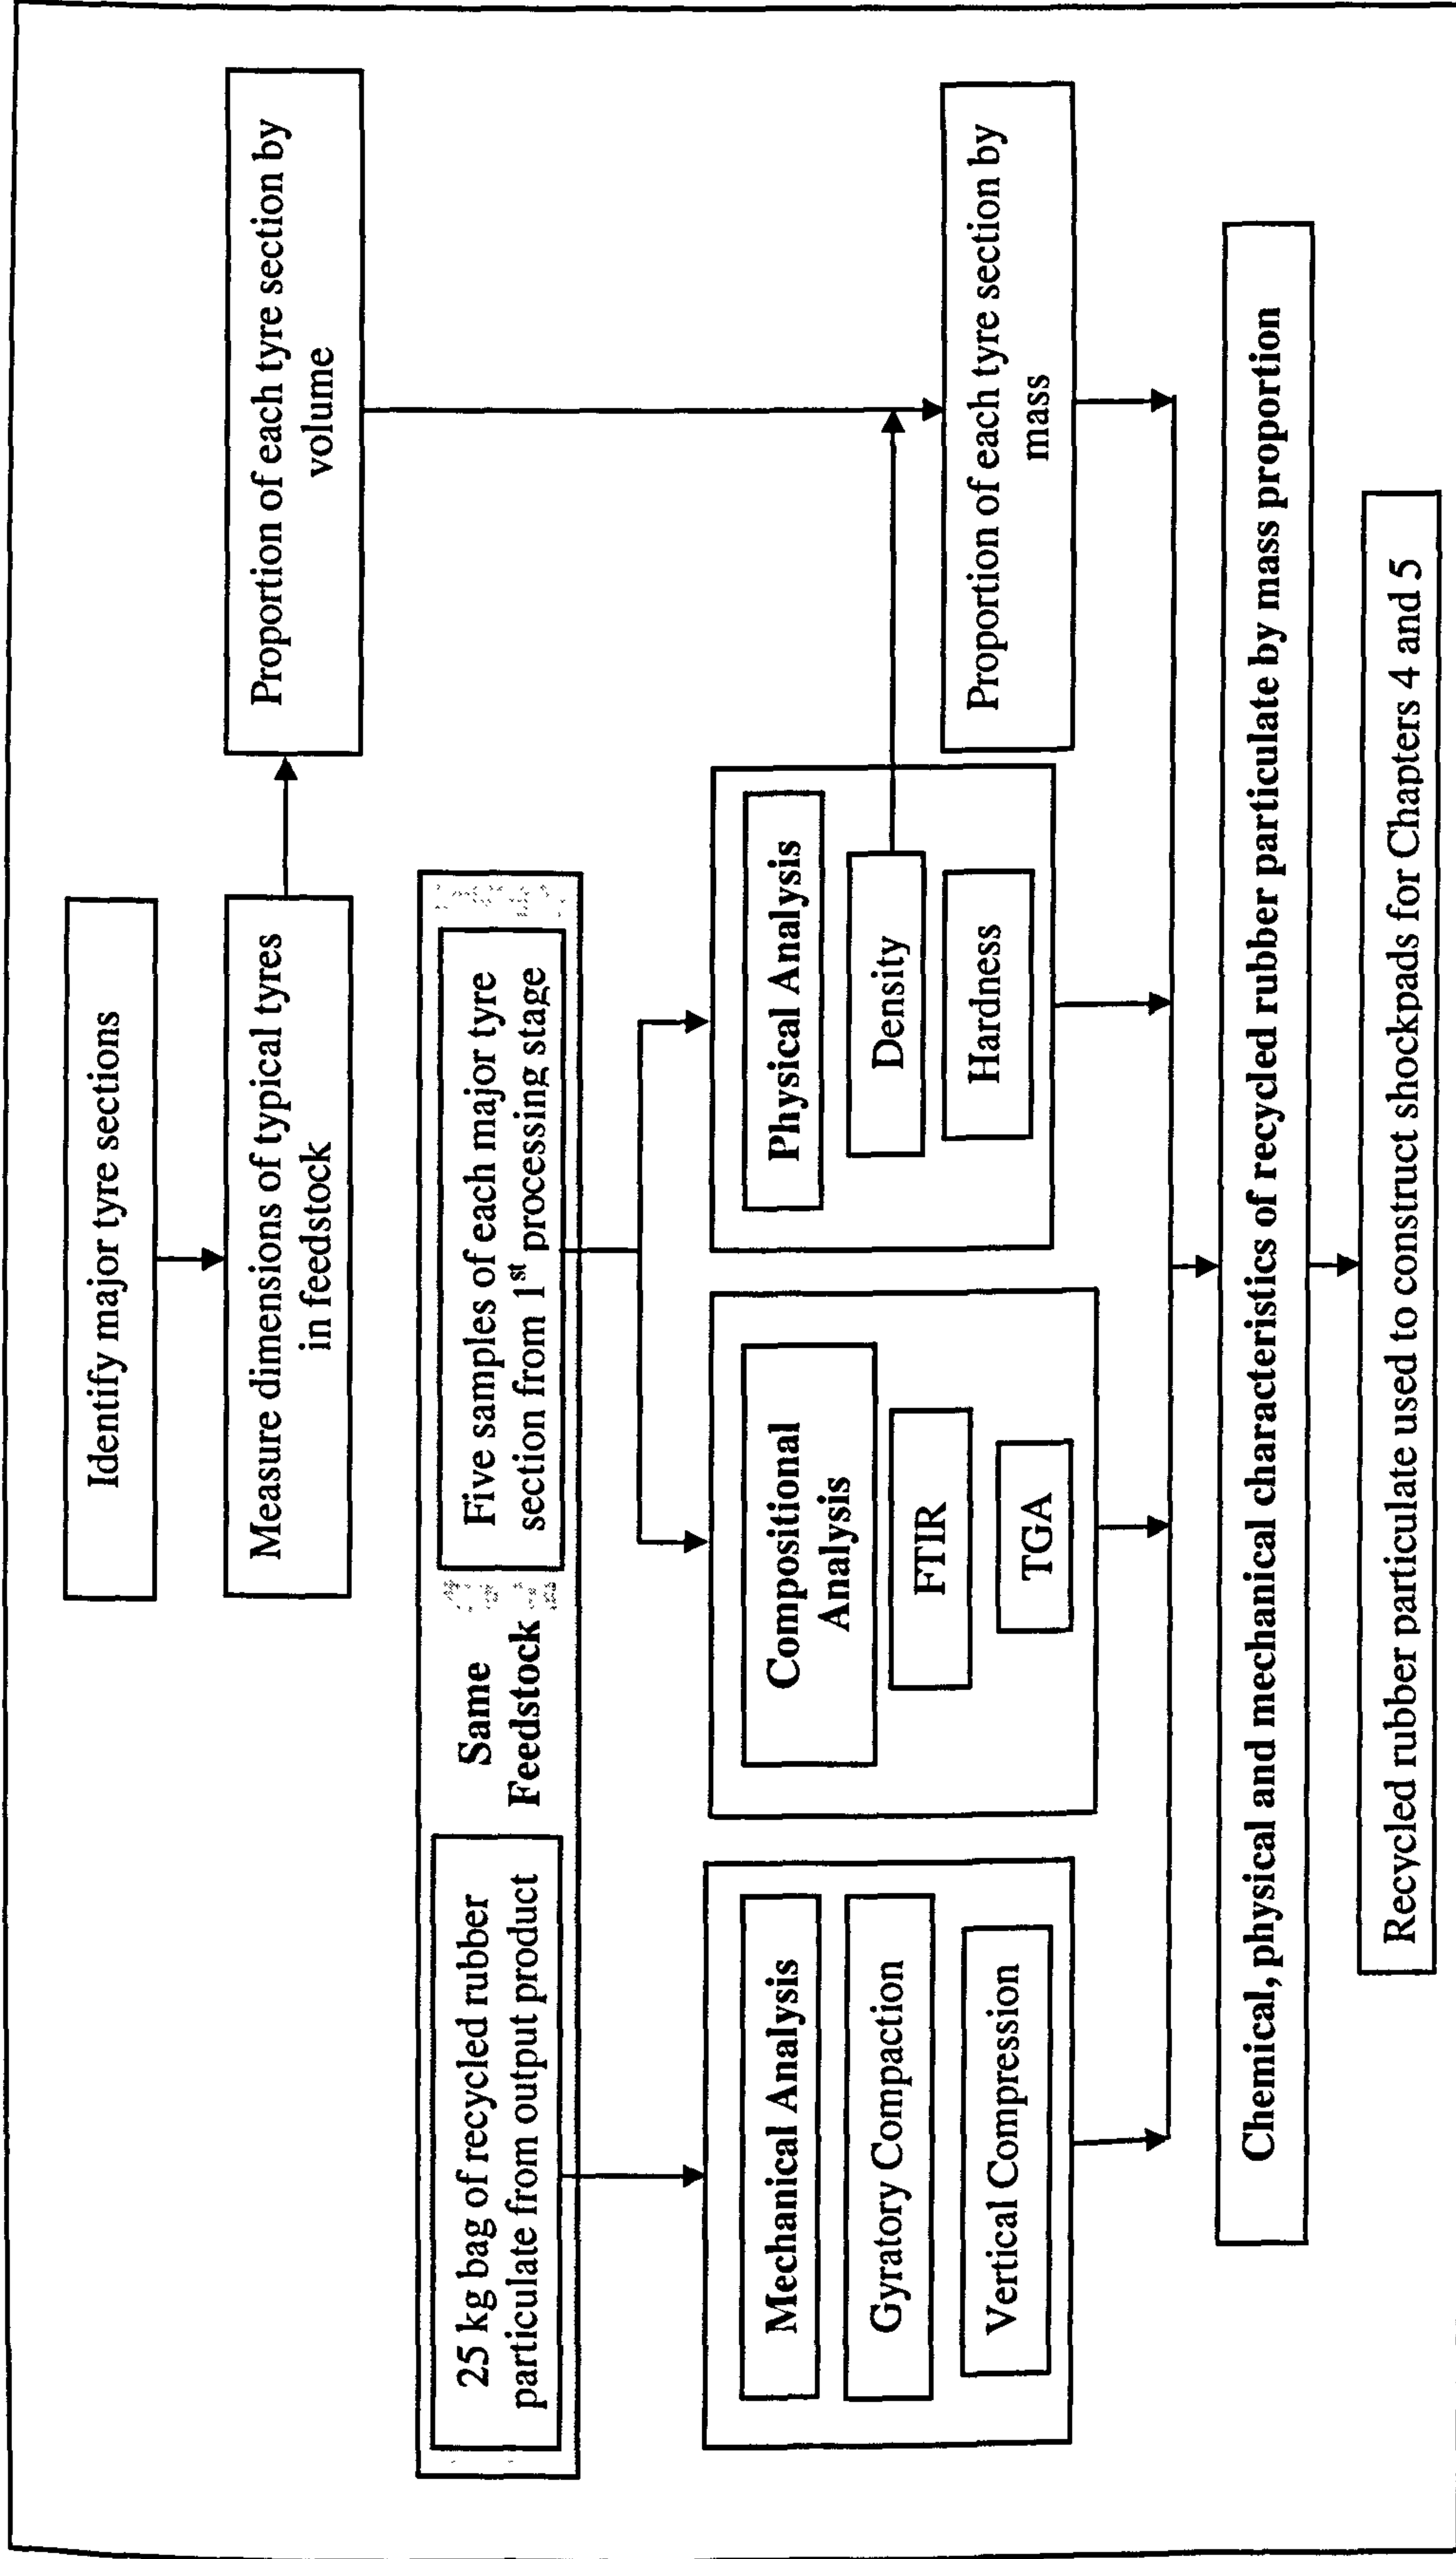 Identify major tyre sections
Measure dimensions of typical tyres
in feedstock
Proportion of each tyre section by
volume
25 kg bag of recycled rubber
particulate from output product
Same
Feedstock
Five samples of each major tyre
section from 1st processing stage
Mechanical Analysis
Gyratory Compaction
Vertical Compression
Compositional
Analysis
FTIR
TGA
Physical Analysis
Density
Hardness
Proportion of each tyre section by
mass
Chemical, physical and mechanical characteristics of recycled rubber particulate by mass proportion
Recycled rubber particulate used to construct shockpads for Chapters 4 and 5